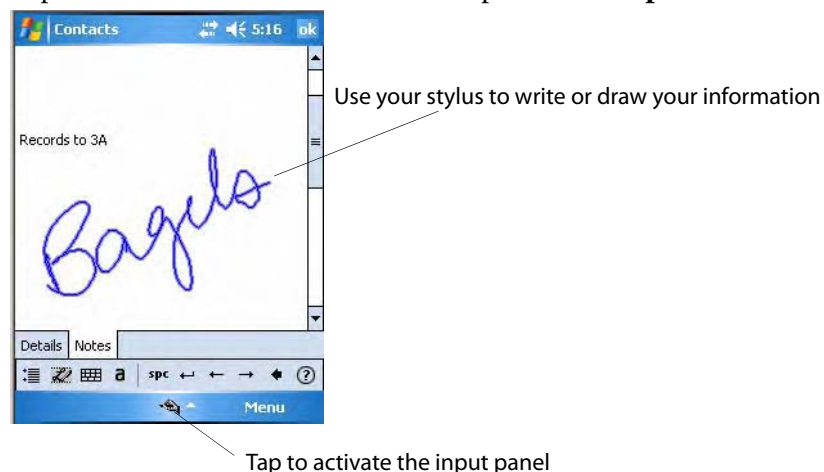 Contacts 5:16 ok
Use your stylus to write or draw your information
Records to 3A
Bagels
Details Notes
a spc ?
Menu
Tap to activate the input panel